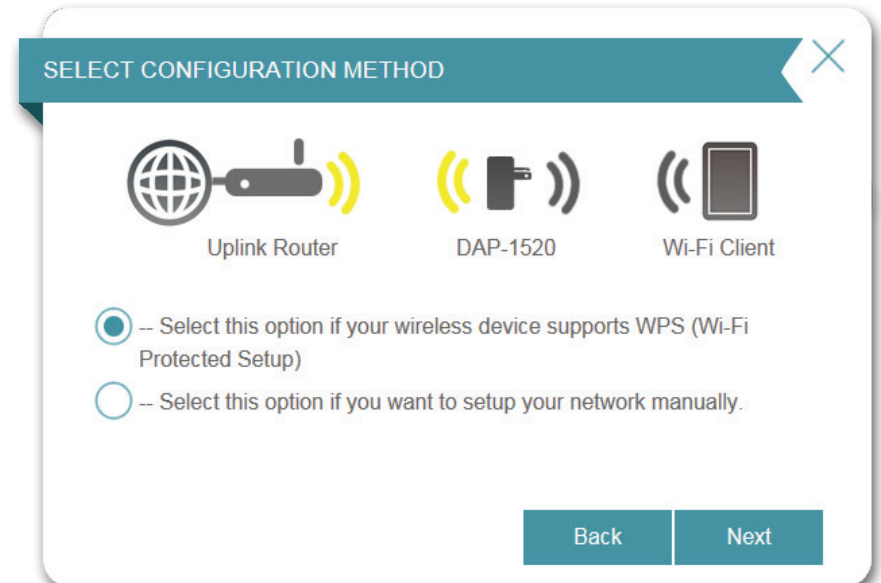 SELECT CONFIGURATION METHOD
Uplink Router DAP-1520 Wi-Fi Client
-- Select this option if your wireless device supports WPS (Wi-Fi
Protected Setup)
-- Select this option if you want to setup your network manually.
Back Next